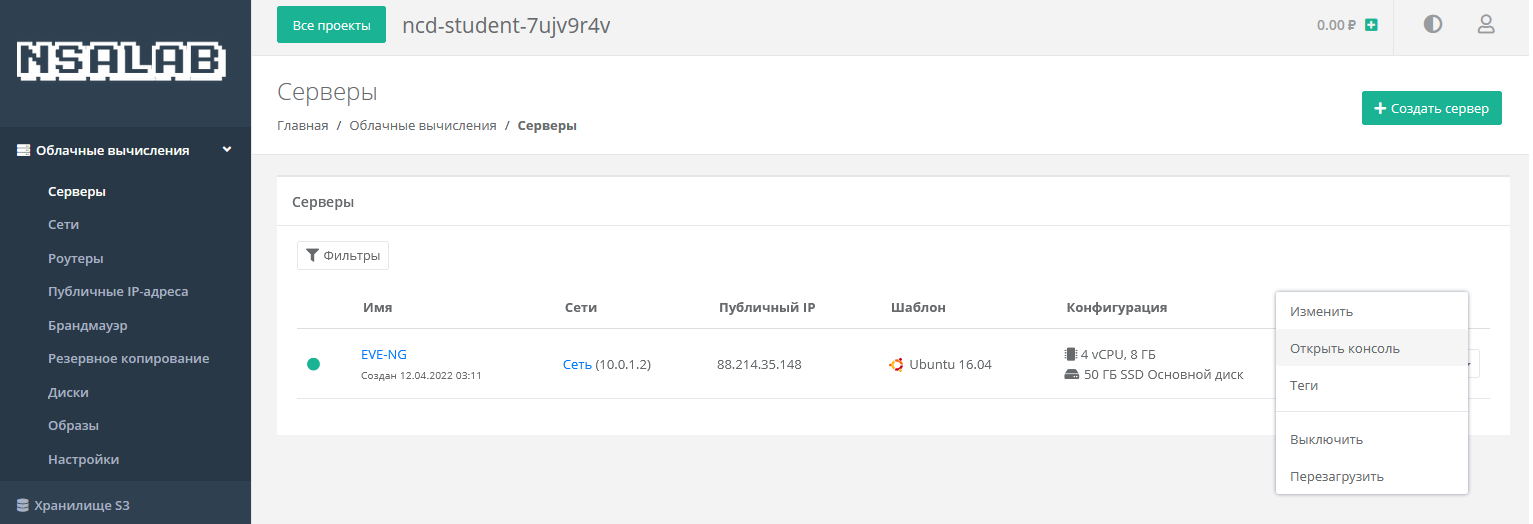 NSALAB
Все проекты
ncd-student-7ujv9r4v
0.00 ₽
Серверы
Главная / Облачные вычисления / Серверы
Создать сервер
Облачные вычисления
Серверы
Сети
Роутеры
Публичные IP-адреса
Брандмауэр
Резервное копирование
Диски
Образы
Настройки
Хранилище S3
Серверы
Фильтры
Имя Сети Публичный IP Шаблон Конфигурация
EVE-NG
Создан 12.04.2022 03:11
Сеть (10.0.1.2)
88.214.35.148
Ubuntu 16.04
4 vCPU, 8 ГБ
50 ГБ SSD Основной диск
Изменить
Открыть консоль
Теги
Выключить
Перезагрузить